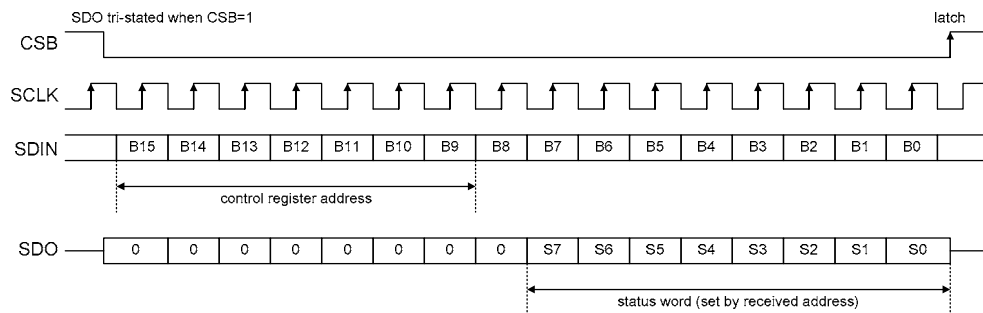 SDO tri-stated when CSB=1
latch
CSB
SCLK
SDIN B15 B14 B13 B12 B11 B10 B9 B8 B7 B6 B5 B4 B3 B2 B1 B0
control register address
SDO 0 0 0 0 0 0 0 0 S7 S6 S5 S4 S3 S2 S1 S0
status word (set by received address)